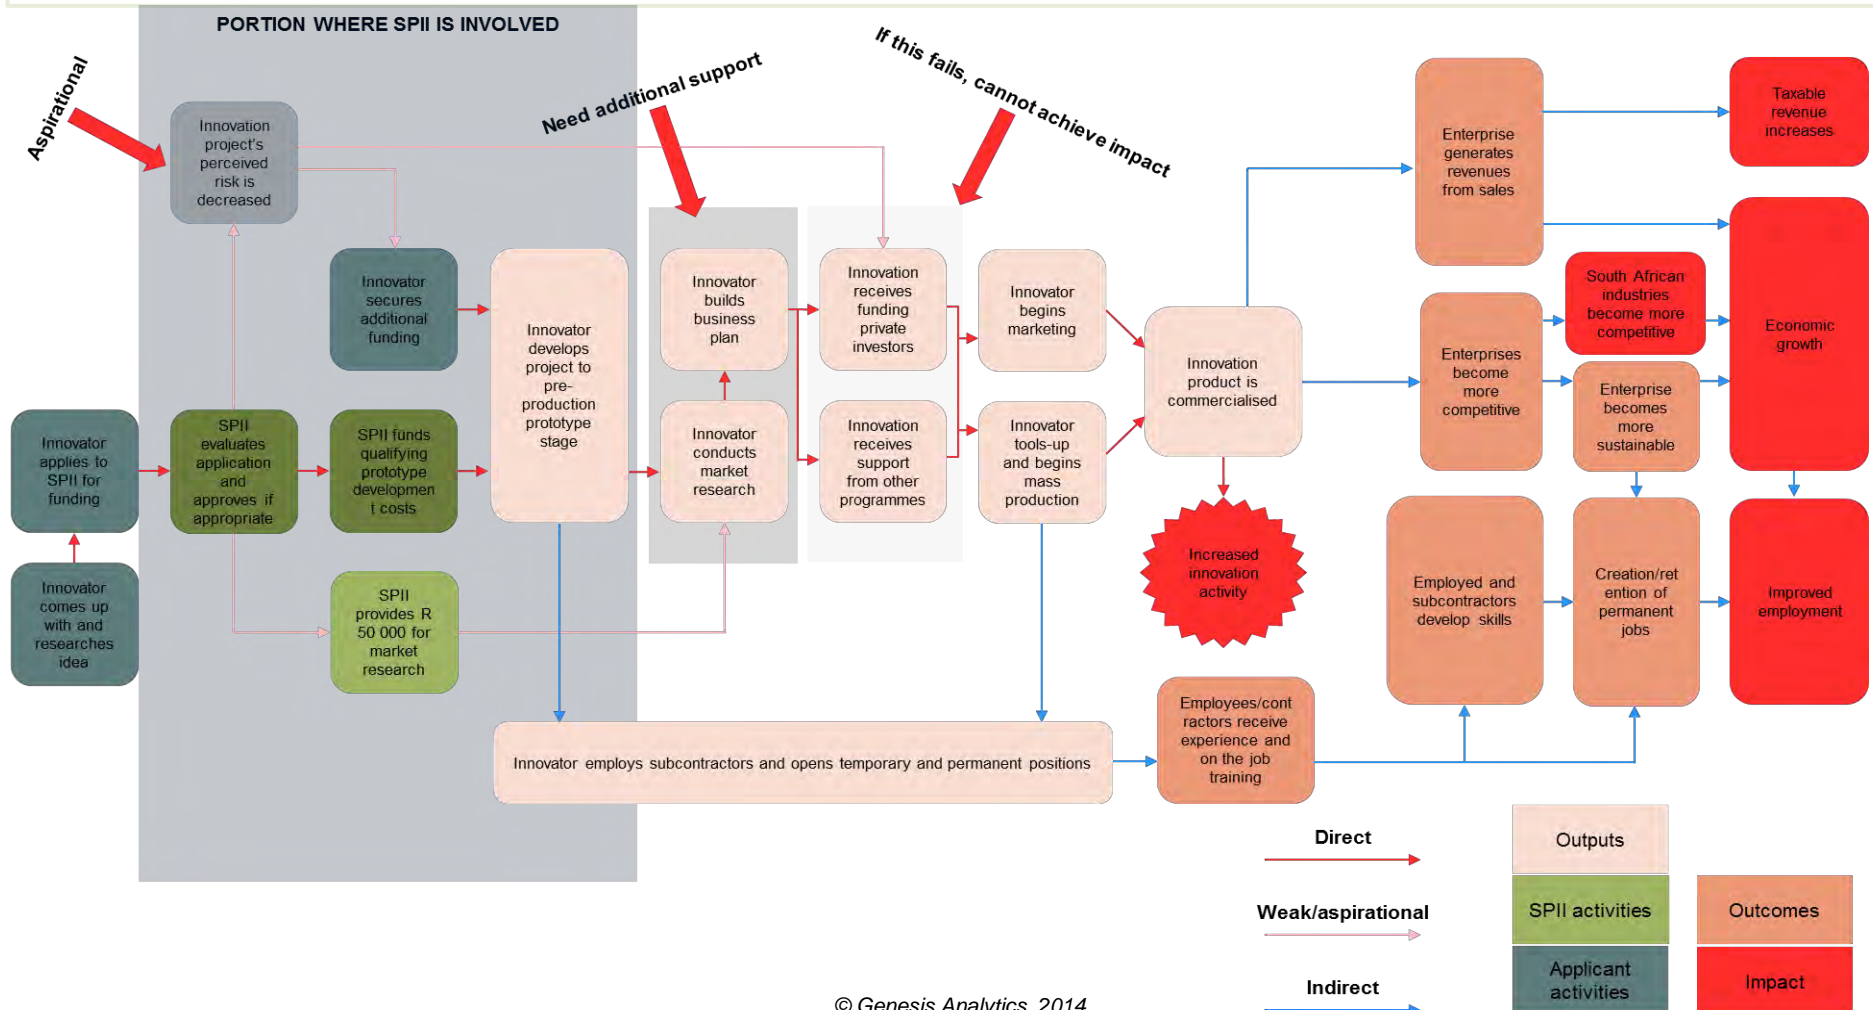 PORTION WHERE SPII IS INVOLVED
Aspirational
Need additional support
If this fails, cannot achieve impact
Innovation
project's
perceived
risk is
decreased
Innovator
secures
additional
funding
Innovator
applies to
SPII for
funding
SPII
evaluates
application
and
approves if
appropriate
SPII funds
qualifying
prototype
developmen
t costs
Innovator
comes up
with and
researches
idea
SPII
provides R
50 000 for
market
research
Innovator
develops
project to
pre-
production
prototype
stage
Innovator
builds
business
plan
Innovator
conducts
market
research
Innovation
receives
funding
private
investors
Innovation
receives
support
from other
programmes
Innovator
begins
marketing
Innovator
tools-up
and begins
mass
production
Innovation
product is
commercialised
Increased
innovation
activity
Innovator employs subcontractors and opens temporary and permanent positions
Employees/cont
ractors receive
experience and
on the job
training
Enterprise
generates
revenues
from sales
Enterprises
become
more
competitive
South African
industries
become more
competitive
Enterprise
becomes
more
sustainable
Employed and
subcontractors
develop skills
Creation/ret
ention of
permanent
jobs
Taxable
revenue
increases
Economic
growth
Improved
employment
Direct
Weak/aspirational
Indirect
Outputs
SPII activities
Outcomes
Applicant
activities
Impact
© Genesis Analytics, 2014